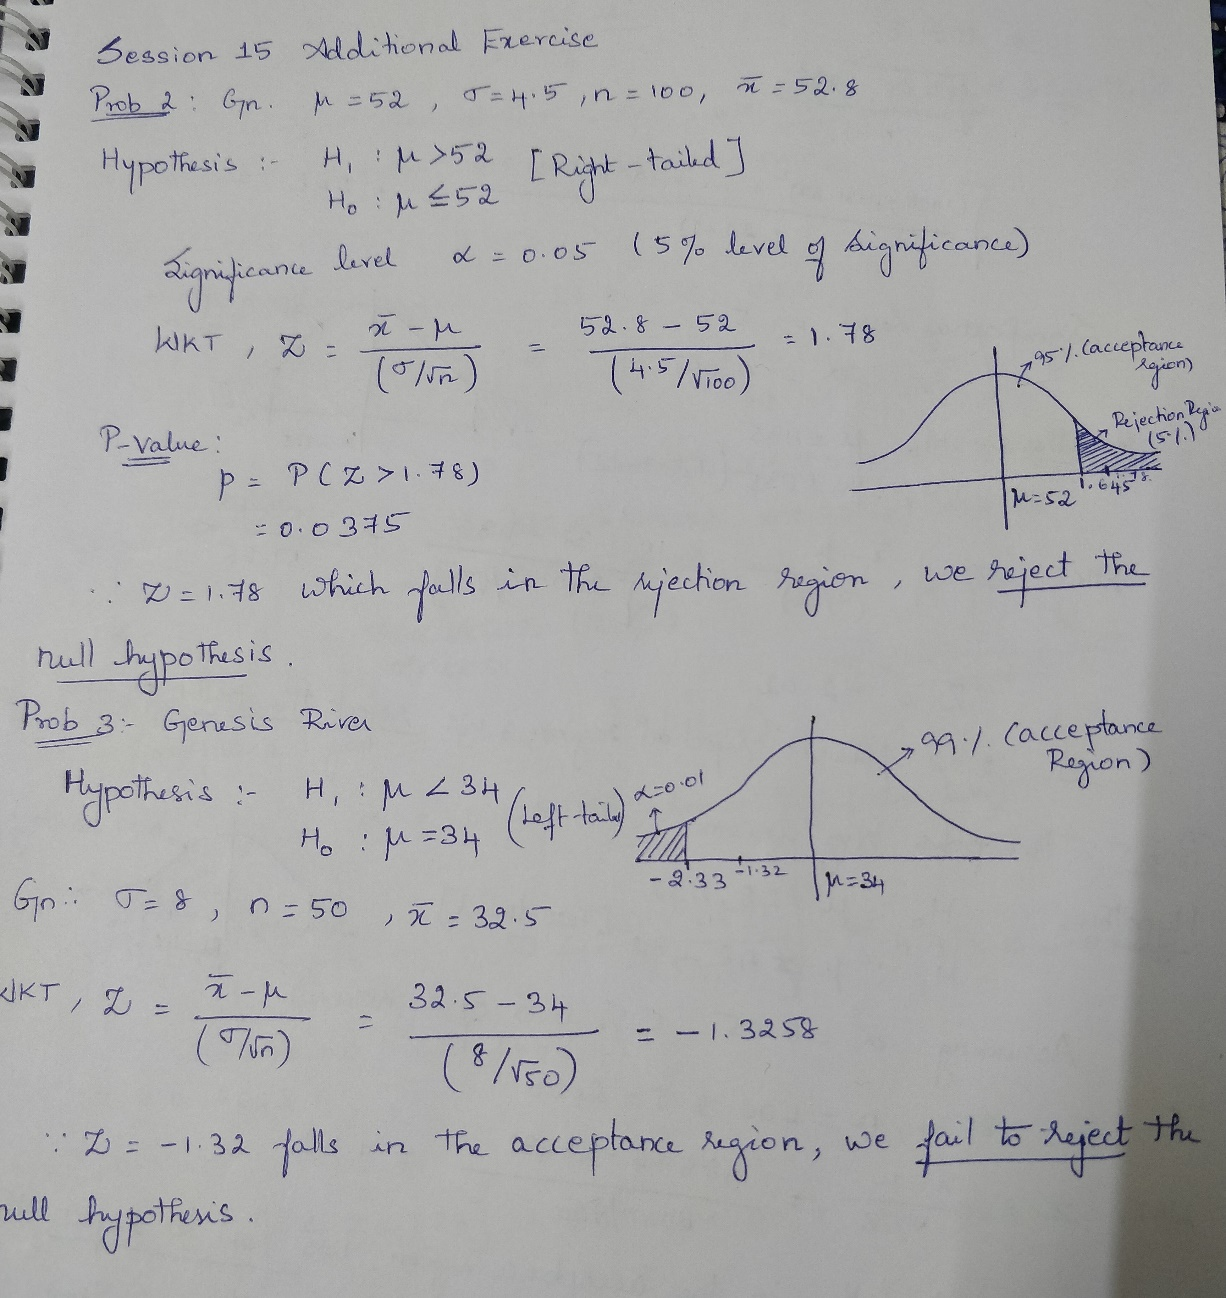 Session 15 Additional Exercise
Prob 2 : Gn. μ = 52 , σ = 4.5 , n = 100, x̄ = 52.8
Hypothesis :- H₁ : μ > 52 [Right-tailed]
H₀ : μ ≤ 52
Significance level α = 0.05 (5% level of significance)
WKT , Z = (x̄ - μ)/(σ/√n) = (52.8 - 52)/(4.5/√100) = 1.78
95% (acceptance
region)
Rejection
(5%)
μ=52 1.645 1.78
P-value :
p = P(Z > 1.78)
= 0.0375
∵ Z = 1.78 which falls in the rejection region , we reject the
null hypothesis .
Prob 3 :- Genesis River
99% (acceptance
Region)
Hypothesis :- H₁ : μ < 34 (Left-tailed)
H₀ : μ = 34
α=0.01
-2.33 -1.32 μ=34
Gn :: σ = 8 , n = 50 , x̄ = 32.5
WKT , Z = (x̄ - μ)/(σ/√n) = (32.5 - 34)/(8/√50) = - 1.3258
∵ Z = -1.32 falls in the acceptance region, we fail to reject the
null hypothesis .